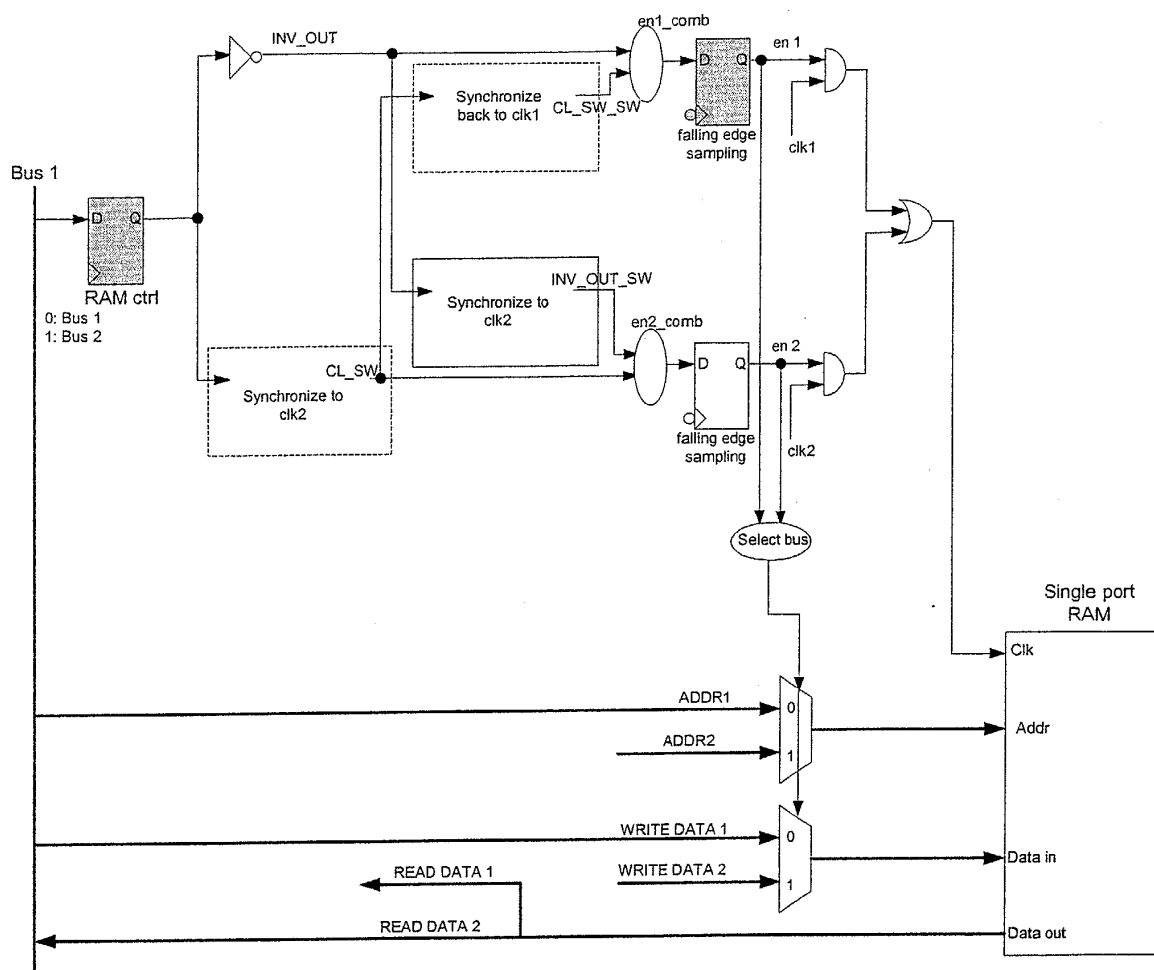 en1_comb
INV_OUT
en 1
D Q
Synchronize
back to clk1
CL_SW_SW
falling edge
sampling
clk1
Bus 1
D Q
RAM ctrl
0: Bus 1
1: Bus 2
INV_OUT_SW
Synchronize to
clk2
en2_comb
en 2
D Q
CL_SW
Synchronize to
clk2
falling edge
sampling
clk2
Select bus
Single port
RAM
Clk
ADDR1
0
Addr
ADDR2
1
WRITE DATA 1
0
Data in
WRITE DATA 2
1
READ DATA 1
READ DATA 2
Data out